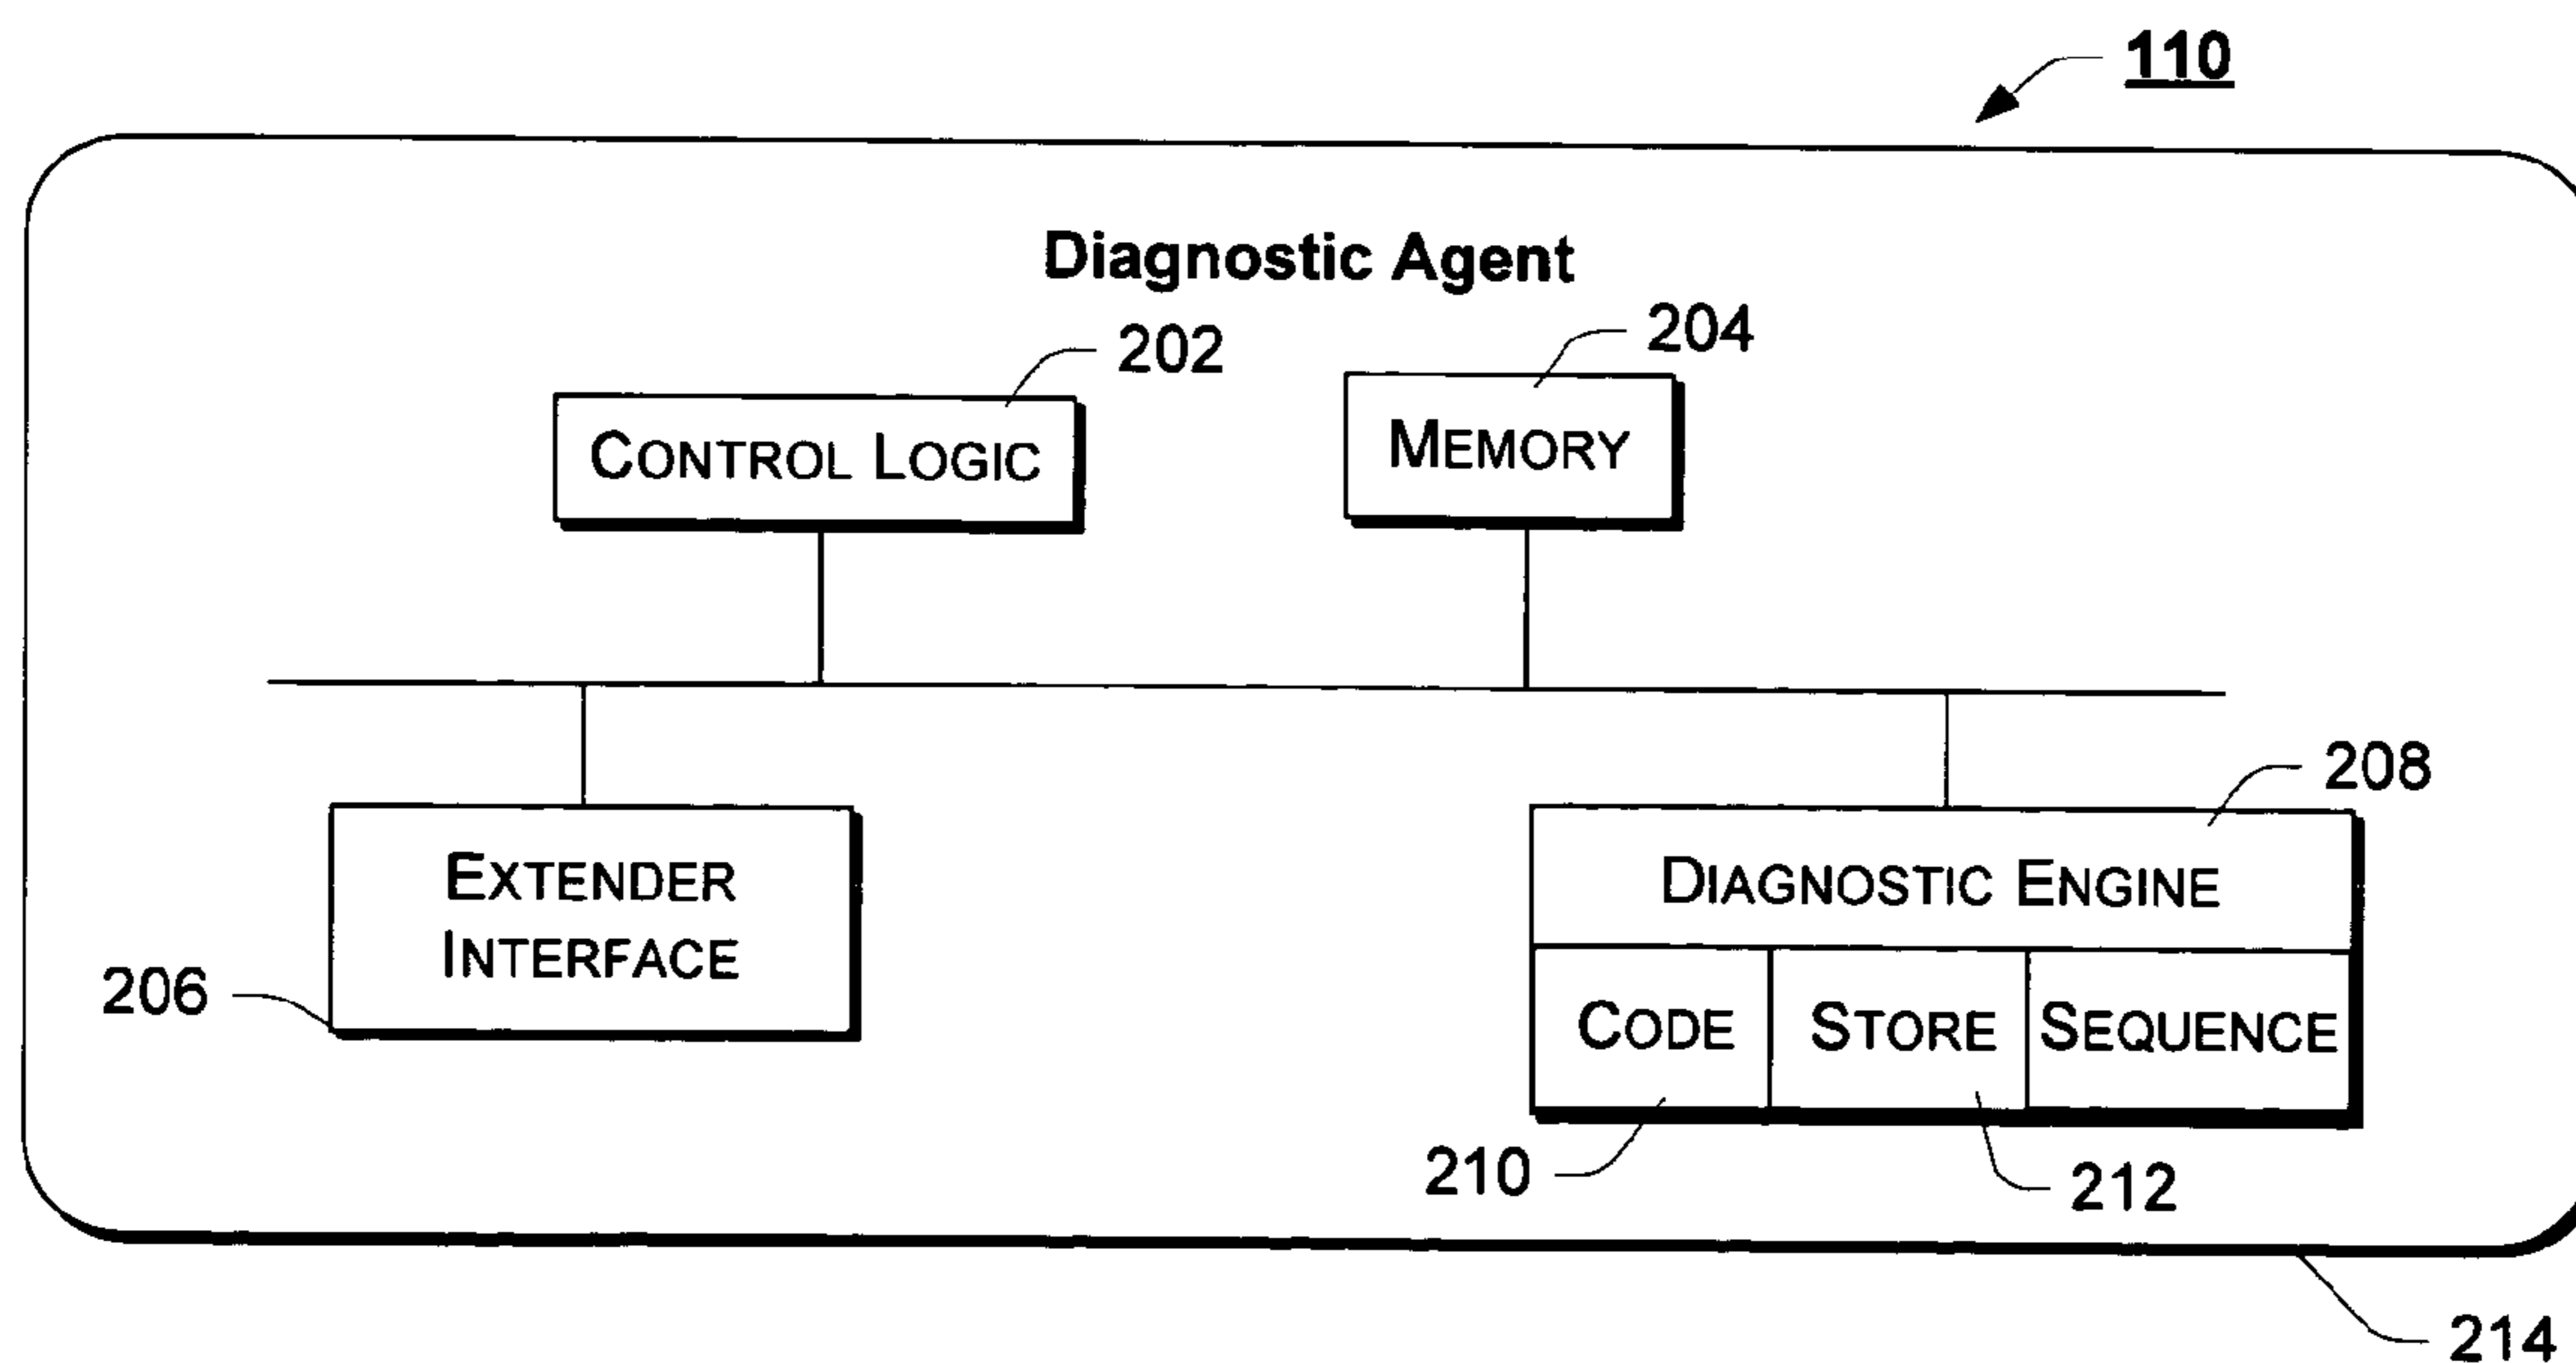 110
Diagnostic Agent
202
204
CONTROL LOGIC
MEMORY
208
EXTENDER
INTERFACE
DIAGNOSTIC ENGINE
206
CODE
STORE
SEQUENCE
210
212
214